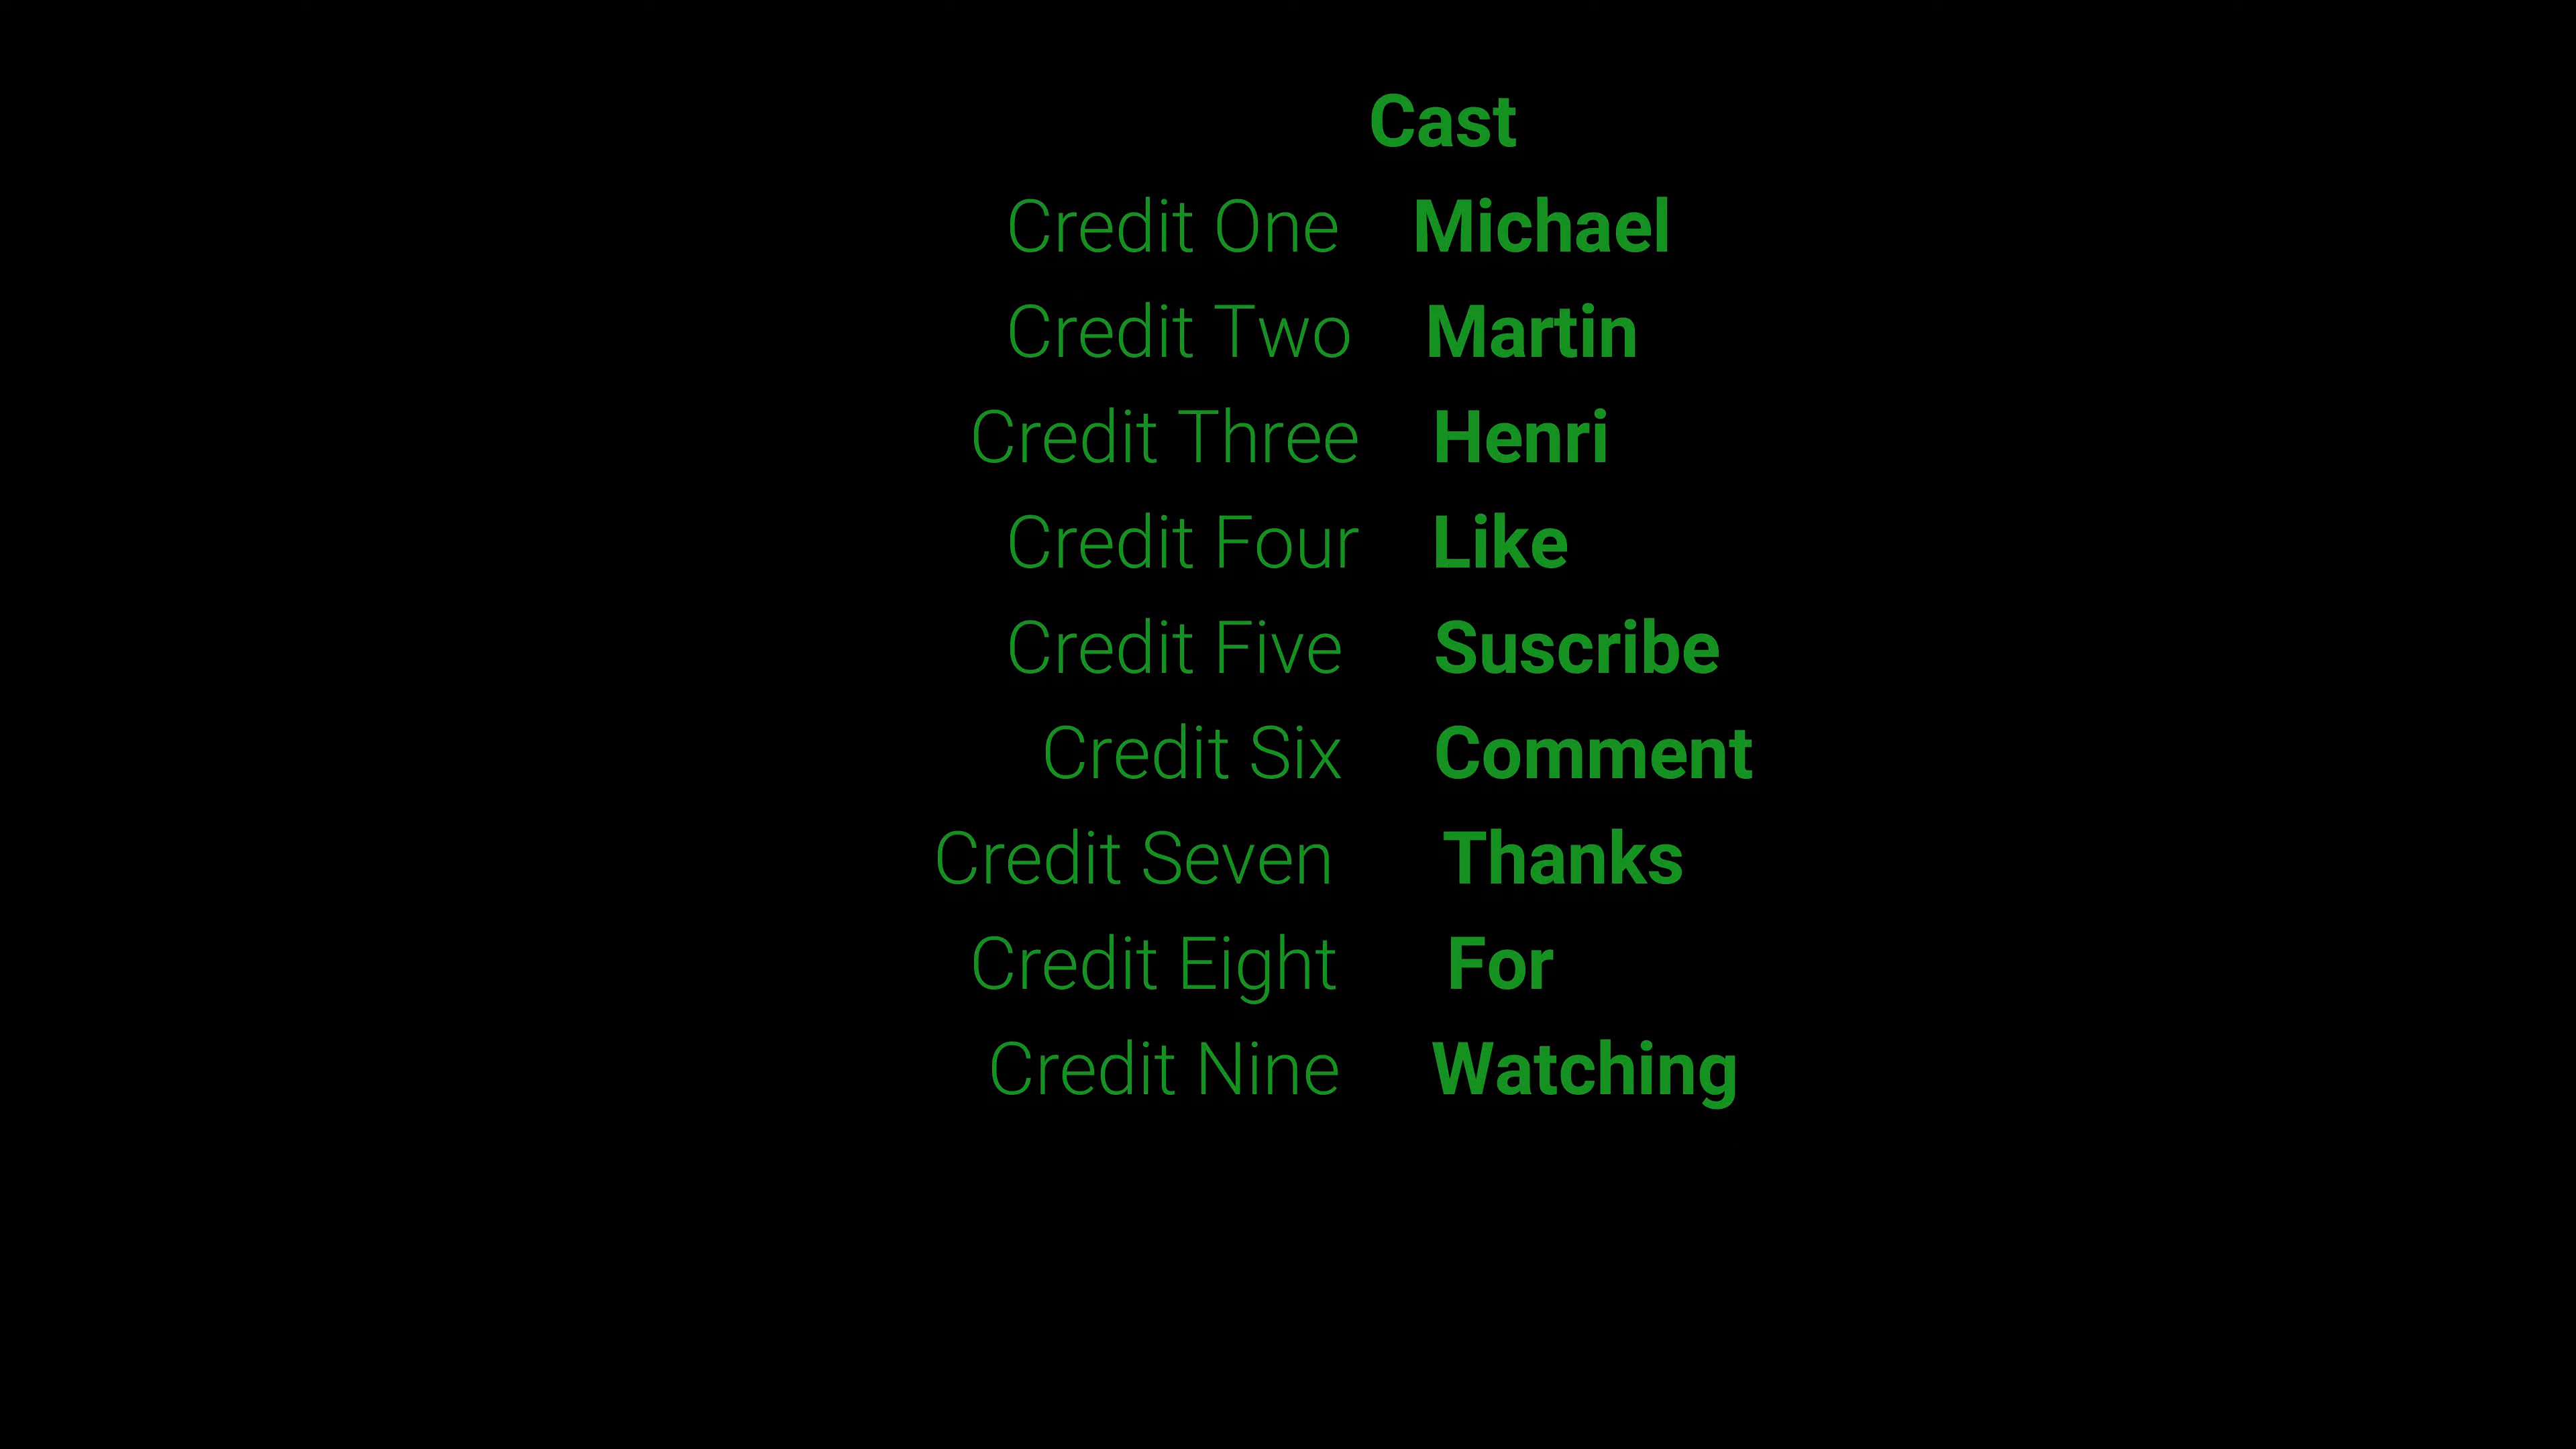 Cast
Credit One Michael
Credit Two Martin
Credit Three Henri
Credit Four Like
Credit Five Suscribe
Credit Six Comment
Credit Seven Thanks
Credit Eight For
Credit Nine Watching